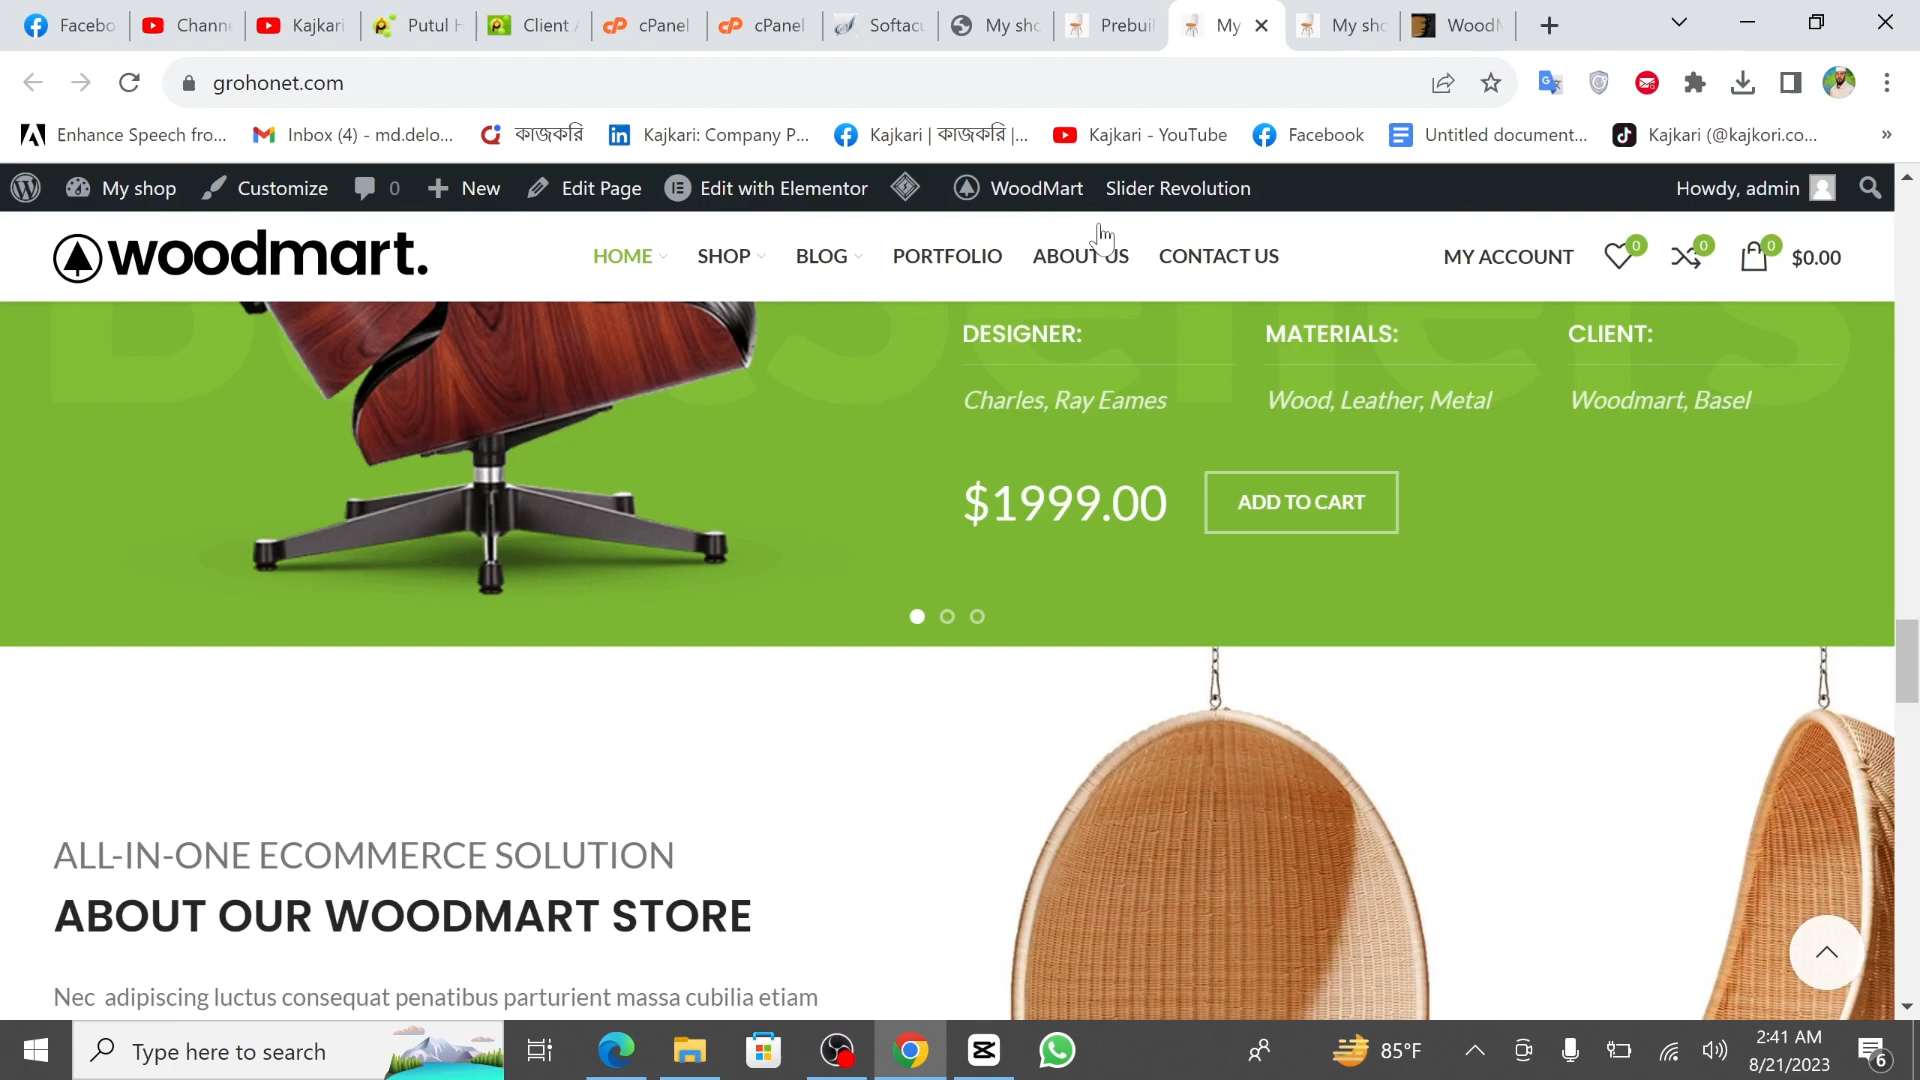 Facebo Chann Kajkari Putul H Client A cPanel cPanel Softacu My sho Prebuil My My sho WoodM
grohonet.com
Enhance Speech fro... Inbox (4) - md.delo... কাজকরি Kajkari: Company P... Kajkari | কাজকরি |... Kajkari - YouTube Facebook Untitled document... Kajkari (@kajkori.co... »
My shop Customize 0 New Edit Page Edit with Elementor WoodMart Slider Revolution Howdy, admin
woodmart. HOME SHOP BLOG PORTFOLIO ABOUT US CONTACT US MY ACCOUNT 0 0 0 $0.00
DESIGNER: MATERIALS: CLIENT:
Charles, Ray Eames Wood, Leather, Metal Woodmart, Basel
$1999.00 ADD TO CART
ALL-IN-ONE ECOMMERCE SOLUTION
ABOUT OUR WOODMART STORE
Nec adipiscing luctus consequat penatibus parturient massa cubilia etiam
Type here to search 85°F 2:41 AM
8/21/2023 6